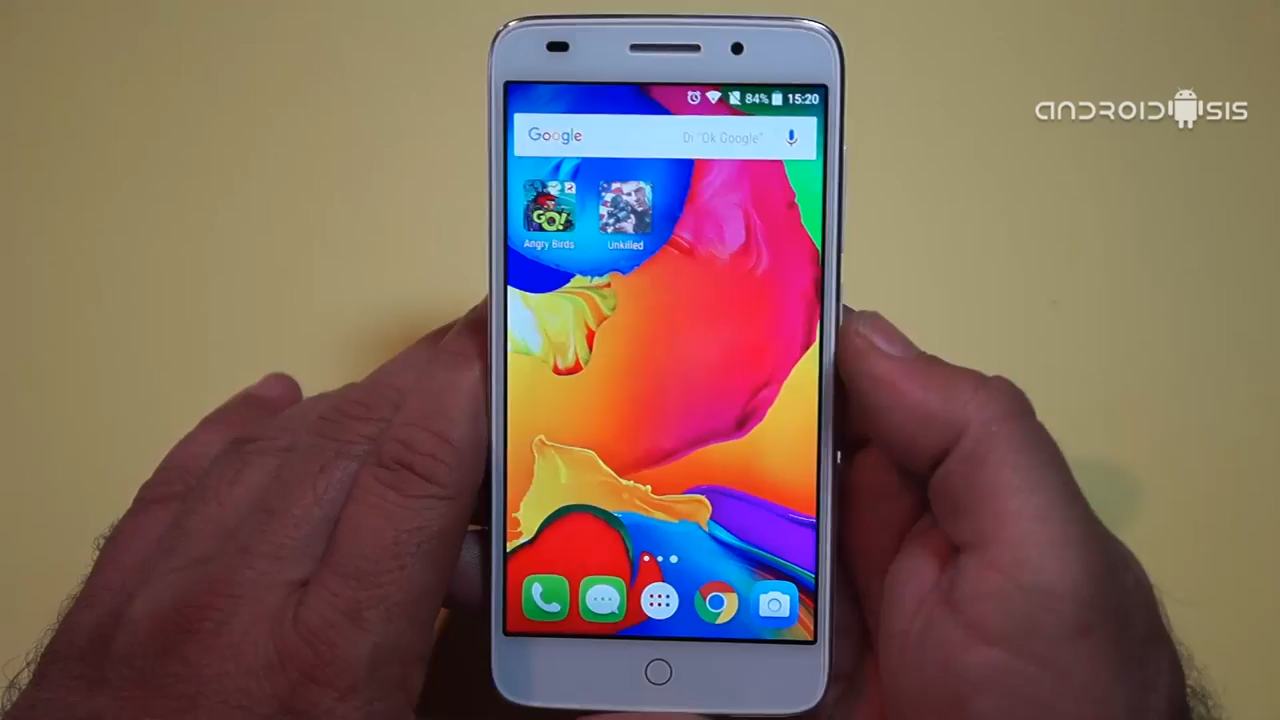 84% 15:20
ANDROIDSIS
Google Di "Ok Google"
GO!
Angry Birds Unkilled